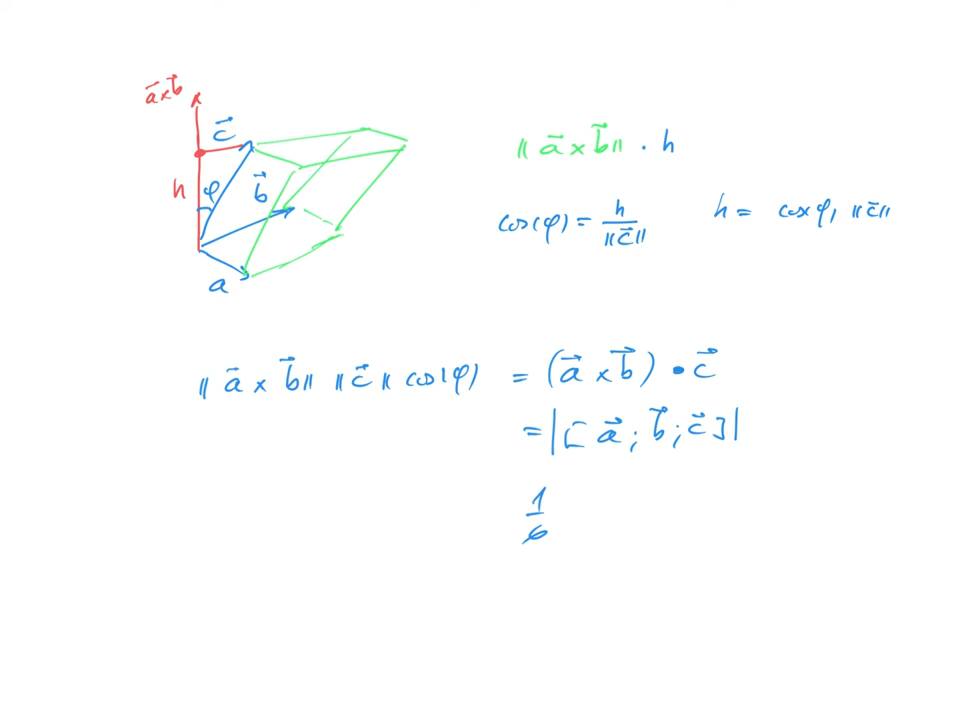 a⃗ × b⃗
c⃗
h φ b⃗
a
‖ a⃗ × b⃗ ‖ · h
cos(φ) = h / ‖c⃗‖ h = cos φ, ‖c⃗‖
‖ a⃗ × b⃗ ‖ ‖ c⃗ ‖ cos(φ) = (a⃗ × b⃗) • c⃗
= |[ a⃗ ; b⃗ ; c⃗ ]|
1/6